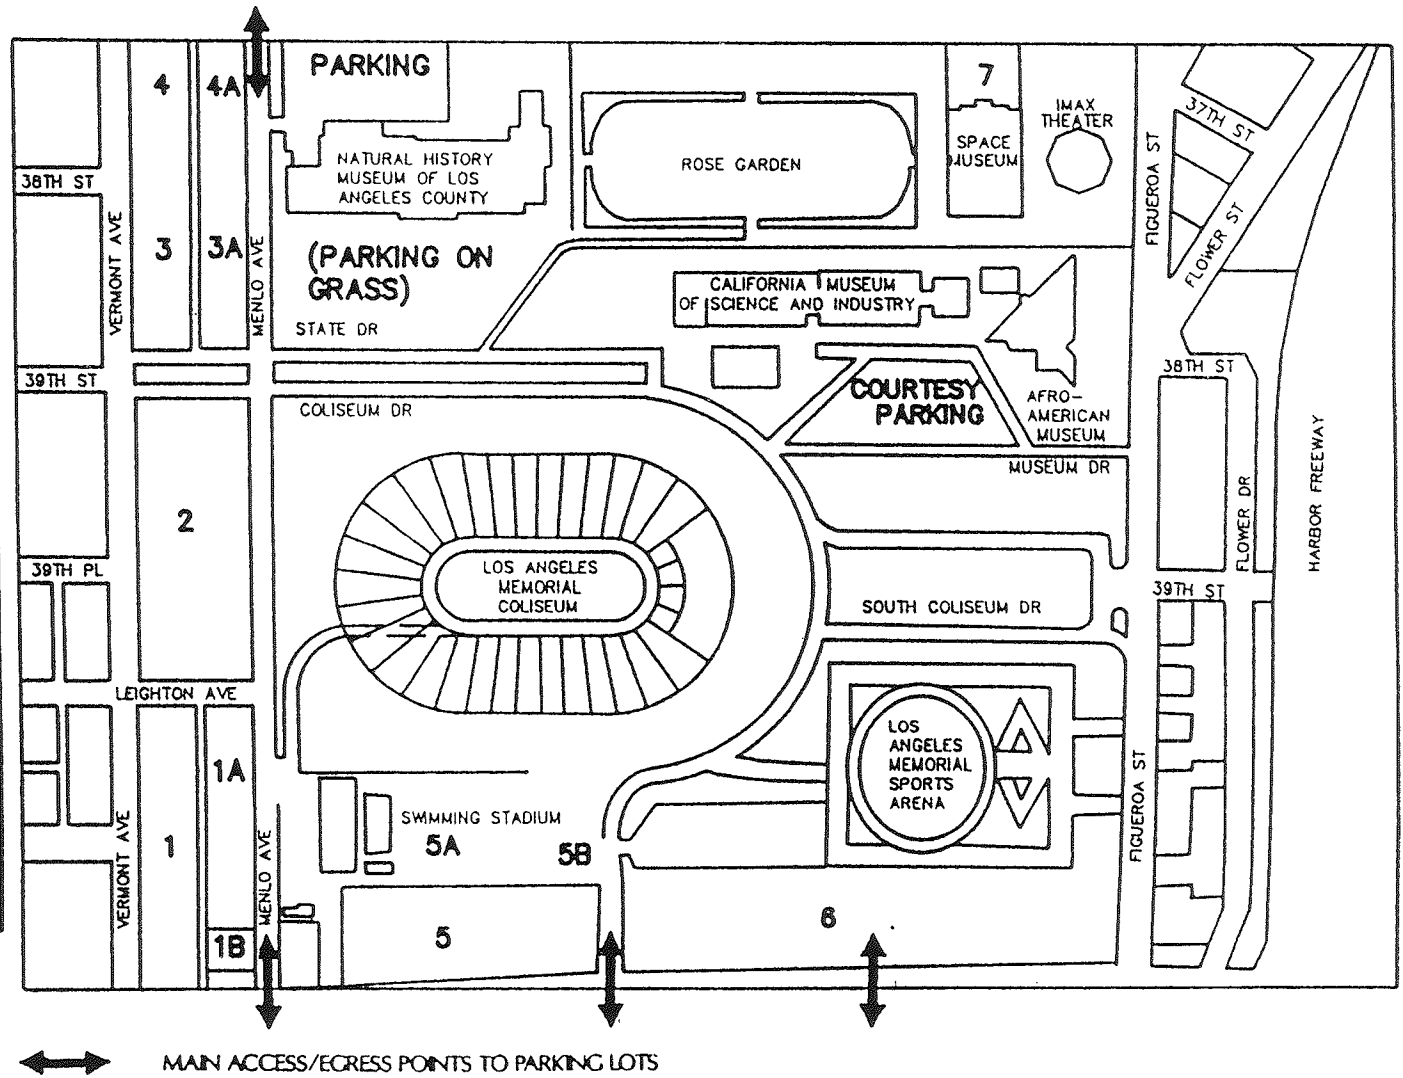 PARKING
4
4A
7
IMAX
THEATER
37TH ST
NATURAL HISTORY
MUSEUM OF LOS
ANGELES COUNTY
ROSE GARDEN
SPACE
MUSEUM
38TH ST
FIGUEROA ST
FLOWER ST
VERMONT AVE
3
3A
MENLO AVE
(PARKING ON
GRASS)
CALIFORNIA MUSEUM
OF SCIENCE AND INDUSTRY
STATE DR
39TH ST
38TH ST
COURTESY
PARKING
COLISEUM DR
AFRO-
AMERICAN
MUSEUM
MUSEUM DR
HARBOR FREEWAY
FLOWER DR
2
LOS ANGELES
MEMORIAL
COLISEUM
39TH PL
39TH ST
SOUTH COLISEUM DR
LEIGHTON AVE
LOS
ANGELES
MEMORIAL
SPORTS
ARENA
1A
FIGUEROA ST
SWIMMING STADIUM
5A
5B
1
VERMONT AVE
MENLO AVE
6
5
1B
MAIN ACCESS/EGRESS POINTS TO PARKING LOTS